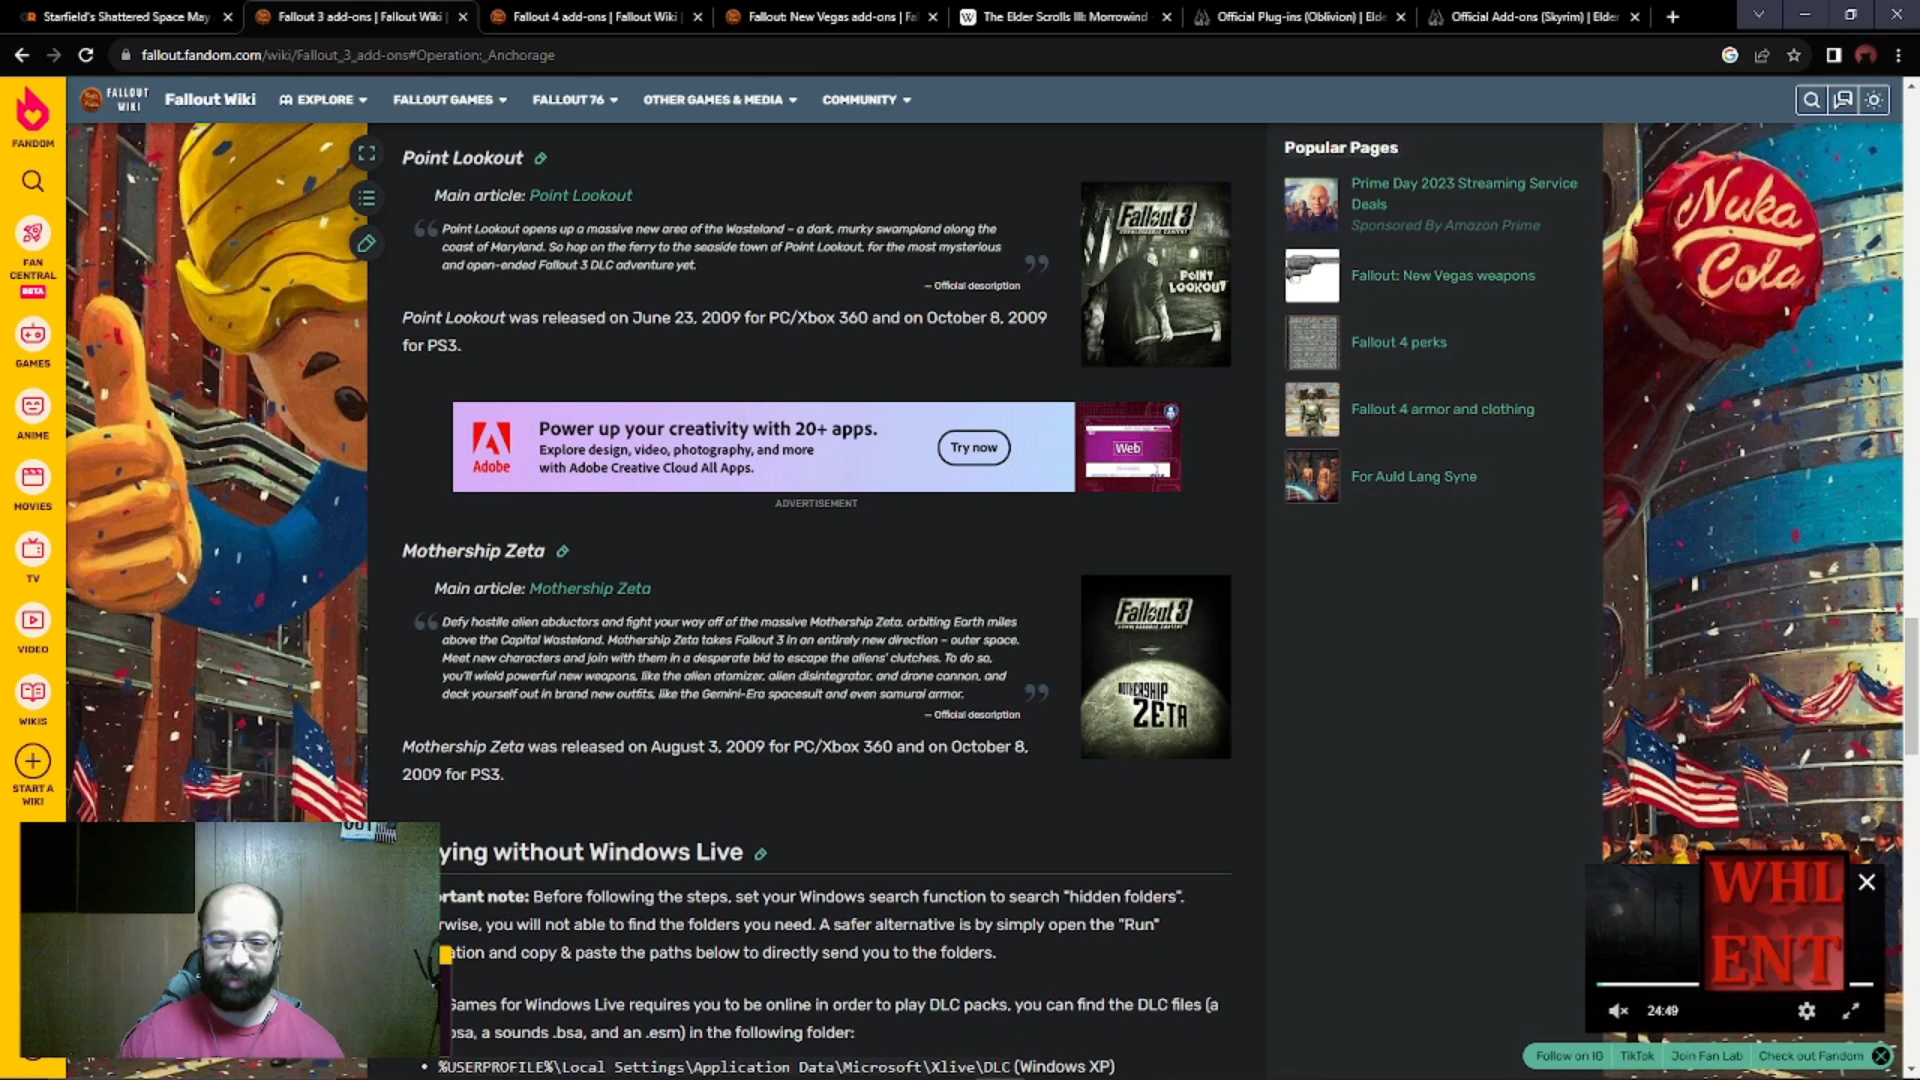 Starfield's Shattered Space May
Fallout 3 add-ons | Fallout Wiki
Fallout 4 add-ons | Fallout Wiki
Fallout: New Vegas add-ons | Fal
The Elder Scrolls III: Morrowind
Official Plug-ins (Oblivion) | Elde
Official Add-ons (Skyrim) | Elder
fallout.fandom.com/wiki/Fallout_3_add-ons#Operation:_Anchorage
FALLOUT
WIKI
Fallout Wiki
EXPLORE
FALLOUT GAMES
FALLOUT 76
OTHER GAMES & MEDIA
COMMUNITY
FANDOM
FAN
CENTRAL
BETA
GAMES
ANIME
MOVIES
TV
VIDEO
WIKIS
START A
WIKI
Point Lookout
Main article: Point Lookout
Point Lookout opens up a massive new area of the Wasteland – a dark, murky swampland along the
coast of Maryland. So hop on the ferry to the seaside town of Point Lookout, for the most mysterious
and open-ended Fallout 3 DLC adventure yet.
— Official description
Point Lookout was released on June 23, 2009 for PC/Xbox 360 and on October 8, 2009
for PS3.
Fallout 3
DOWNLOADABLE CONTENT
POINT
LOOKOUT
Adobe
Power up your creativity with 20+ apps.
Explore design, video, photography, and more
with Adobe Creative Cloud All Apps.
Try now
Web
ADVERTISEMENT
Mothership Zeta
Main article: Mothership Zeta
Defy hostile alien abductors and fight your way off of the massive Mothership Zeta, orbiting Earth miles
above the Capital Wasteland. Mothership Zeta takes Fallout 3 in an entirely new direction – outer space.
Meet new characters and join with them in a desperate bid to escape the aliens' clutches. To do so,
you'll wield powerful new weapons, like the alien atomizer, alien disintegrator, and drone cannon, and
deck yourself out in brand new outfits, like the Gemini-Era spacesuit and even samurai armor.
— Official description
Mothership Zeta was released on August 3, 2009 for PC/Xbox 360 and on October 8,
2009 for PS3.
Fallout 3
DOWNLOADABLE CONTENT
MOTHERSHIP
ZETA
ying without Windows Live
rtant note: Before following the steps, set your Windows search function to search "hidden folders".
rwise, you will not able to find the folders you need. A safer alternative is by simply open the "Run"
ation and copy & paste the paths below to directly send you to the folders.
Games for Windows Live requires you to be online in order to play DLC packs, you can find the DLC files (a
bsa, a sounds .bsa, and an .esm) in the following folder:
• %USERPROFILE%\Local Settings\Application Data\Microsoft\Xlive\DLC (Windows XP)
Popular Pages
Prime Day 2023 Streaming Service
Deals
Sponsored By Amazon Prime
Fallout: New Vegas weapons
Fallout 4 perks
Fallout 4 armor and clothing
For Auld Lang Syne
Nuka
Cola
WHL
ENT
24:49
Follow on IG
TikTok
Join Fan Lab
Check out Fandom